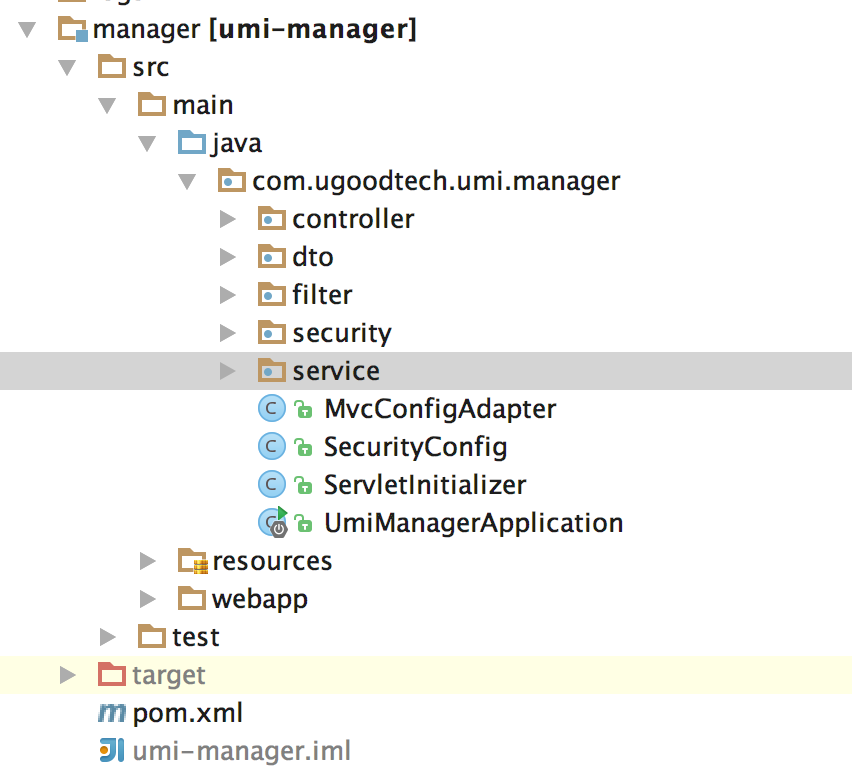 manager [umi-manager]
src
main
java
com.ugoodtech.umi.manager
controller
dto
filter
security
service
MvcConfigAdapter
SecurityConfig
ServletInitializer
UmiManagerApplication
resources
webapp
test
target
pom.xml
umi-manager.iml